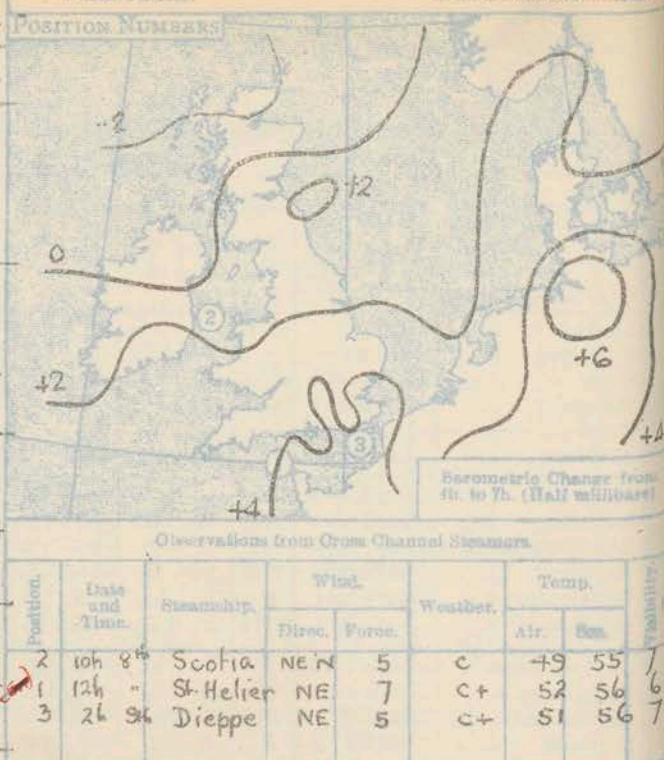 POSITION NUMBERS
-2
+2
0
2
+2
+6
3
+4
+4
Barometric Change from
4h. to 7h. (Half millibars)
Observations from Cross Channel Steamers.
Position. Date and Time. Steamship. Wind. Weather. Temp. Visibility.
Direc. Force. Air. Sea.
2 10h 8th Scotia NE'N 5 c 49 55 7
1 12h " St. Helier NE 7 c+ 52 56 6
3 2h 9th Dieppe NE 5 c+ 51 56 7